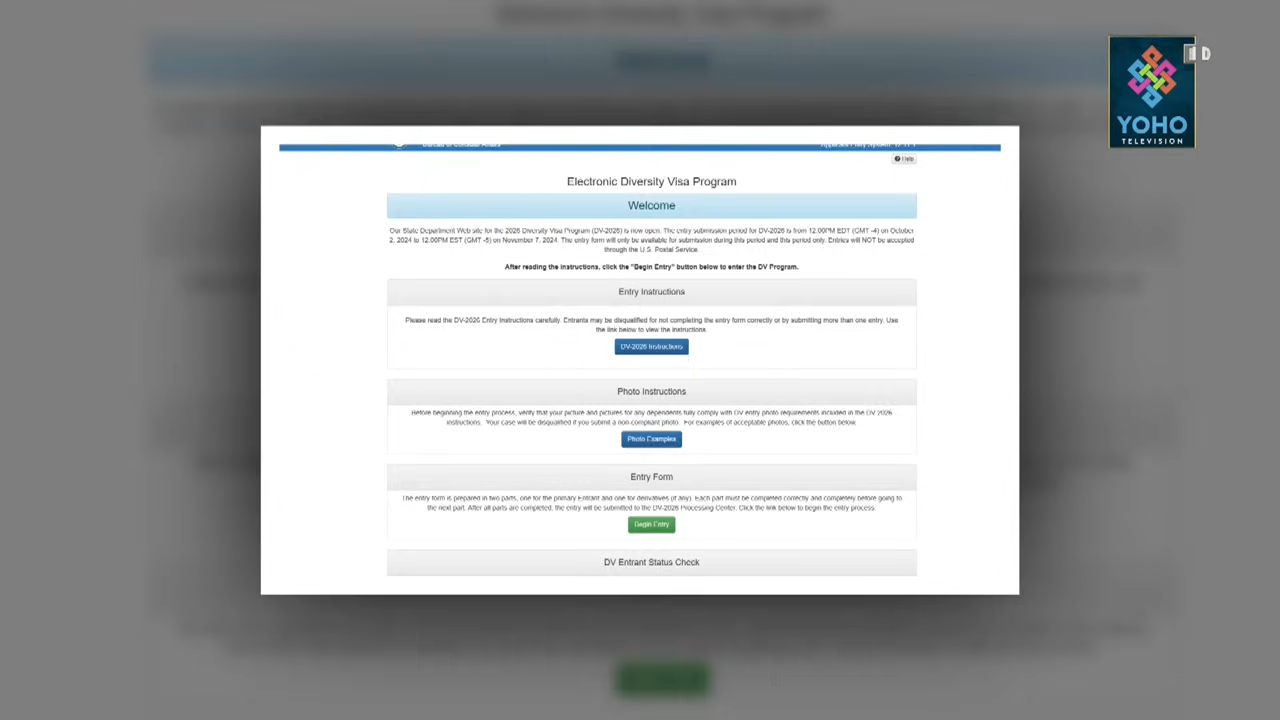 YOHO
TELEVISION
Bureau of Consular Affairs
Help
Electronic Diversity Visa Program
Welcome
Our State Department Web site for the 2026 Diversity Visa Program (DV-2026) is now open. The entry submission period for DV-2026 is from 12:00PM EDT (GMT -4) on October
2, 2024 to 12:00PM EST (GMT -5) on November 7, 2024. The entry form will only be available for submission during this period and this period only. Entries will NOT be accepted
through the U.S. Postal Service.
After reading the instructions, click the "Begin Entry" button below to enter the DV Program.
Entry Instructions
Please read the DV-2026 Entry Instructions carefully. Entrants may be disqualified for not completing the entry form correctly or by submitting more than one entry. Use
the link below to view the instructions.
DV-2026 Instructions
Photo Instructions
Before beginning the entry process, verify that your picture and pictures for any dependents fully comply with DV entry photo requirements included in the DV 2026
instructions. Your case will be disqualified if you submit a non-compliant photo. For examples of acceptable photos, click the button below.
Photo Examples
Entry Form
The entry form is prepared in two parts, one for the primary Entrant and one for derivatives (if any). Each part must be completed correctly and completely before going to
the next part. After all parts are completed, the entry will be submitted to the DV-2026 Processing Center. Click the link below to begin the entry process.
Begin Entry
DV Entrant Status Check